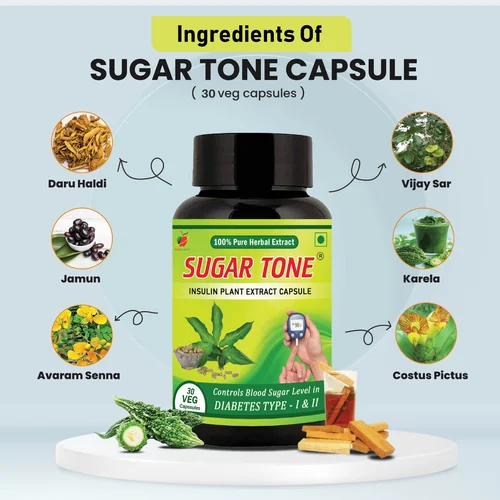 Ingredients Of
SUGAR TONE CAPSULE
( 30 veg capsules )
Daru Haldi
Vijay Sar
Jamun
Karela
Avaram Senna
Costus Pictus
100% Pure Herbal Extract
SUGAR TONE®
INSULIN PLANT EXTRACT CAPSULE
30
VEG
Capsules
Controls Blood Sugar Level in
DIABETES TYPE - I & II